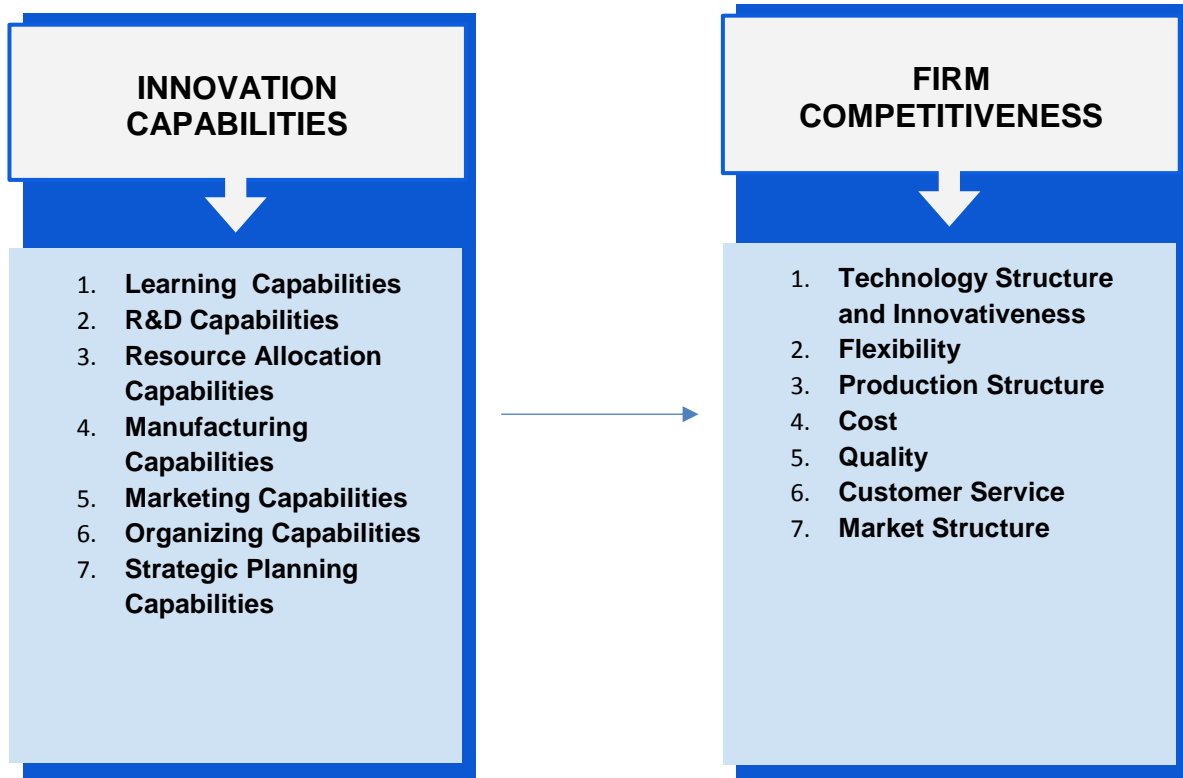 INNOVATION
CAPABILITIES
1. Learning Capabilities
2. R&D Capabilities
3. Resource Allocation
Capabilities
4. Manufacturing
Capabilities
5. Marketing Capabilities
6. Organizing Capabilities
7. Strategic Planning
Capabilities
FIRM
COMPETITIVENESS
1. Technology Structure
and Innovativeness
2. Flexibility
3. Production Structure
4. Cost
5. Quality
6. Customer Service
7. Market Structure